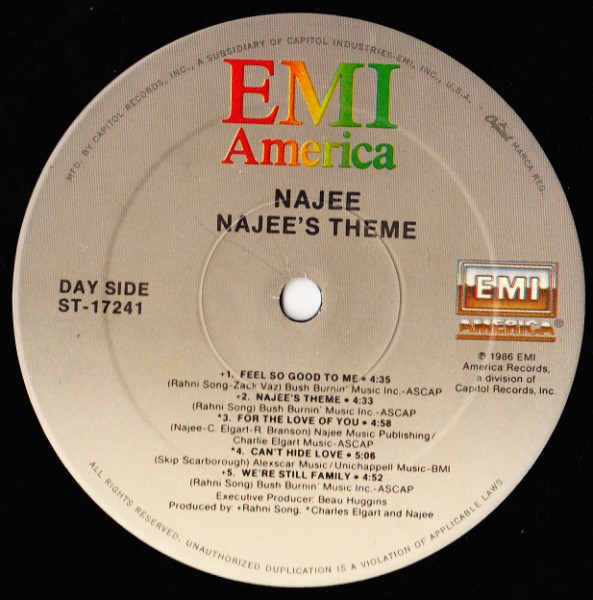 MFD. BY CAPITOL RECORDS, INC., A SUBSIDIARY OF CAPITOL INDUSTRIES-EMI, INC., U.S.A. · Capitol MARCA REG.
EMI
America
NAJEE
NAJEE'S THEME
DAY SIDE
ST-17241
EMI
AMERICA®
℗ 1986 EMI
America Records,
a division of
Capitol Records, Inc.
+1. FEEL SO GOOD TO ME • 4:35
(Rahni Song-Zack Vaz) Bush Burnin' Music Inc.-ASCAP
+2. NAJEE'S THEME • 4:33
(Rahni Song) Bush Burnin' Music Inc.-ASCAP
*3. FOR THE LOVE OF YOU • 4:58
(Najee-C. Elgart-R. Branson) Najee Music Publishing/
Charlie Elgart Music-ASCAP
*4. CAN'T HIDE LOVE • 5:06
(Skip Scarborough) Alexscar Music/Unichappell Music-BMI
+5. WE'RE STILL FAMILY • 4:52
(Rahni Song) Bush Burnin' Music Inc.-ASCAP
Executive Producer: Beau Huggins
Produced by: +Rahni Song, *Charles Elgart and Najee
ALL RIGHTS RESERVED. UNAUTHORIZED DUPLICATION IS A VIOLATION OF APPLICABLE LAWS